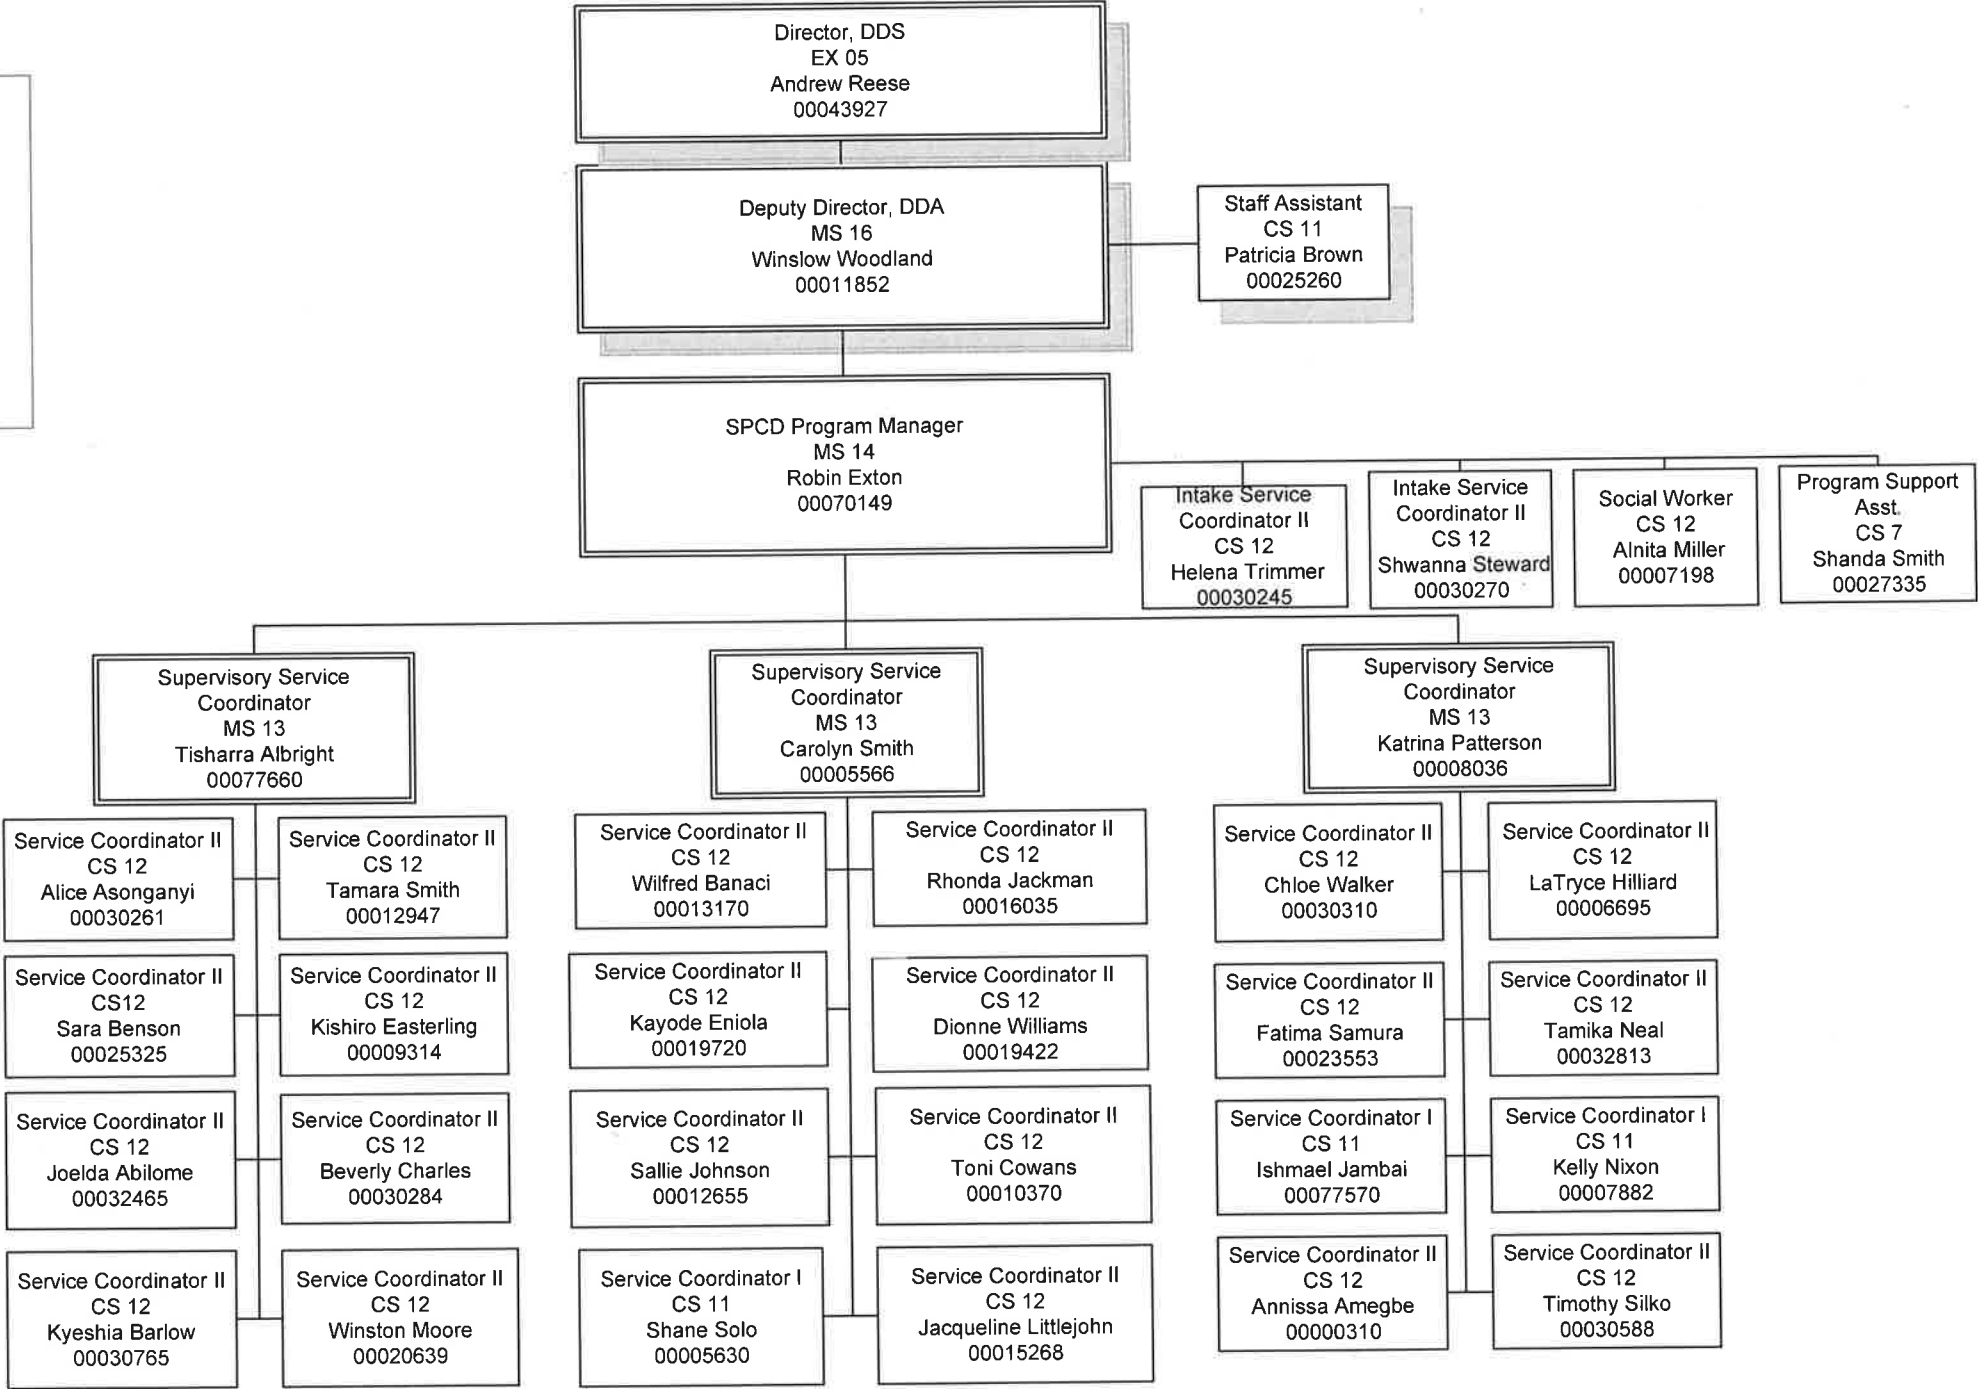 Director, DDS
EX 05
Andrew Reese
00043927
Deputy Director, DDA
MS 16
Winslow Woodland
00011852
Staff Assistant
CS 11
Patricia Brown
00025260
SPCD Program Manager
MS 14
Robin Exton
00070149
Intake Service
Coordinator II
CS 12
Helena Trimmer
00030245
Intake Service
Coordinator II
CS 12
Shwanna Steward
00030270
Social Worker
CS 12
Alnita Miller
00007198
Program Support
Asst.
CS 7
Shanda Smith
00027335
Supervisory Service
Coordinator
MS 13
Tisharra Albright
00077660
Supervisory Service
Coordinator
MS 13
Carolyn Smith
00005566
Supervisory Service
Coordinator
MS 13
Katrina Patterson
00008036
Service Coordinator II
CS 12
Alice Asonganyi
00030261
Service Coordinator II
CS 12
Tamara Smith
00012947
Service Coordinator II
CS 12
Wilfred Banaci
00013170
Service Coordinator II
CS 12
Rhonda Jackman
00016035
Service Coordinator II
CS 12
Chloe Walker
00030310
Service Coordinator II
CS 12
LaTryce Hilliard
00006695
Service Coordinator II
CS12
Sara Benson
00025325
Service Coordinator II
CS 12
Kishiro Easterling
00009314
Service Coordinator II
CS 12
Kayode Eniola
00019720
Service Coordinator II
CS 12
Dionne Williams
00019422
Service Coordinator II
CS 12
Fatima Samura
00023553
Service Coordinator II
CS 12
Tamika Neal
00032813
Service Coordinator II
CS 12
Joelda Abilome
00032465
Service Coordinator II
CS 12
Beverly Charles
00030284
Service Coordinator II
CS 12
Sallie Johnson
00012655
Service Coordinator II
CS 12
Toni Cowans
00010370
Service Coordinator I
CS 11
Ishmael Jambai
00077570
Service Coordinator I
CS 11
Kelly Nixon
00007882
Service Coordinator II
CS 12
Kyeshia Barlow
00030765
Service Coordinator II
CS 12
Winston Moore
00020639
Service Coordinator I
CS 11
Shane Solo
00005630
Service Coordinator II
CS 12
Jacqueline Littlejohn
00015268
Service Coordinator II
CS 12
Annissa Amegbe
00000310
Service Coordinator II
CS 12
Timothy Silko
00030588